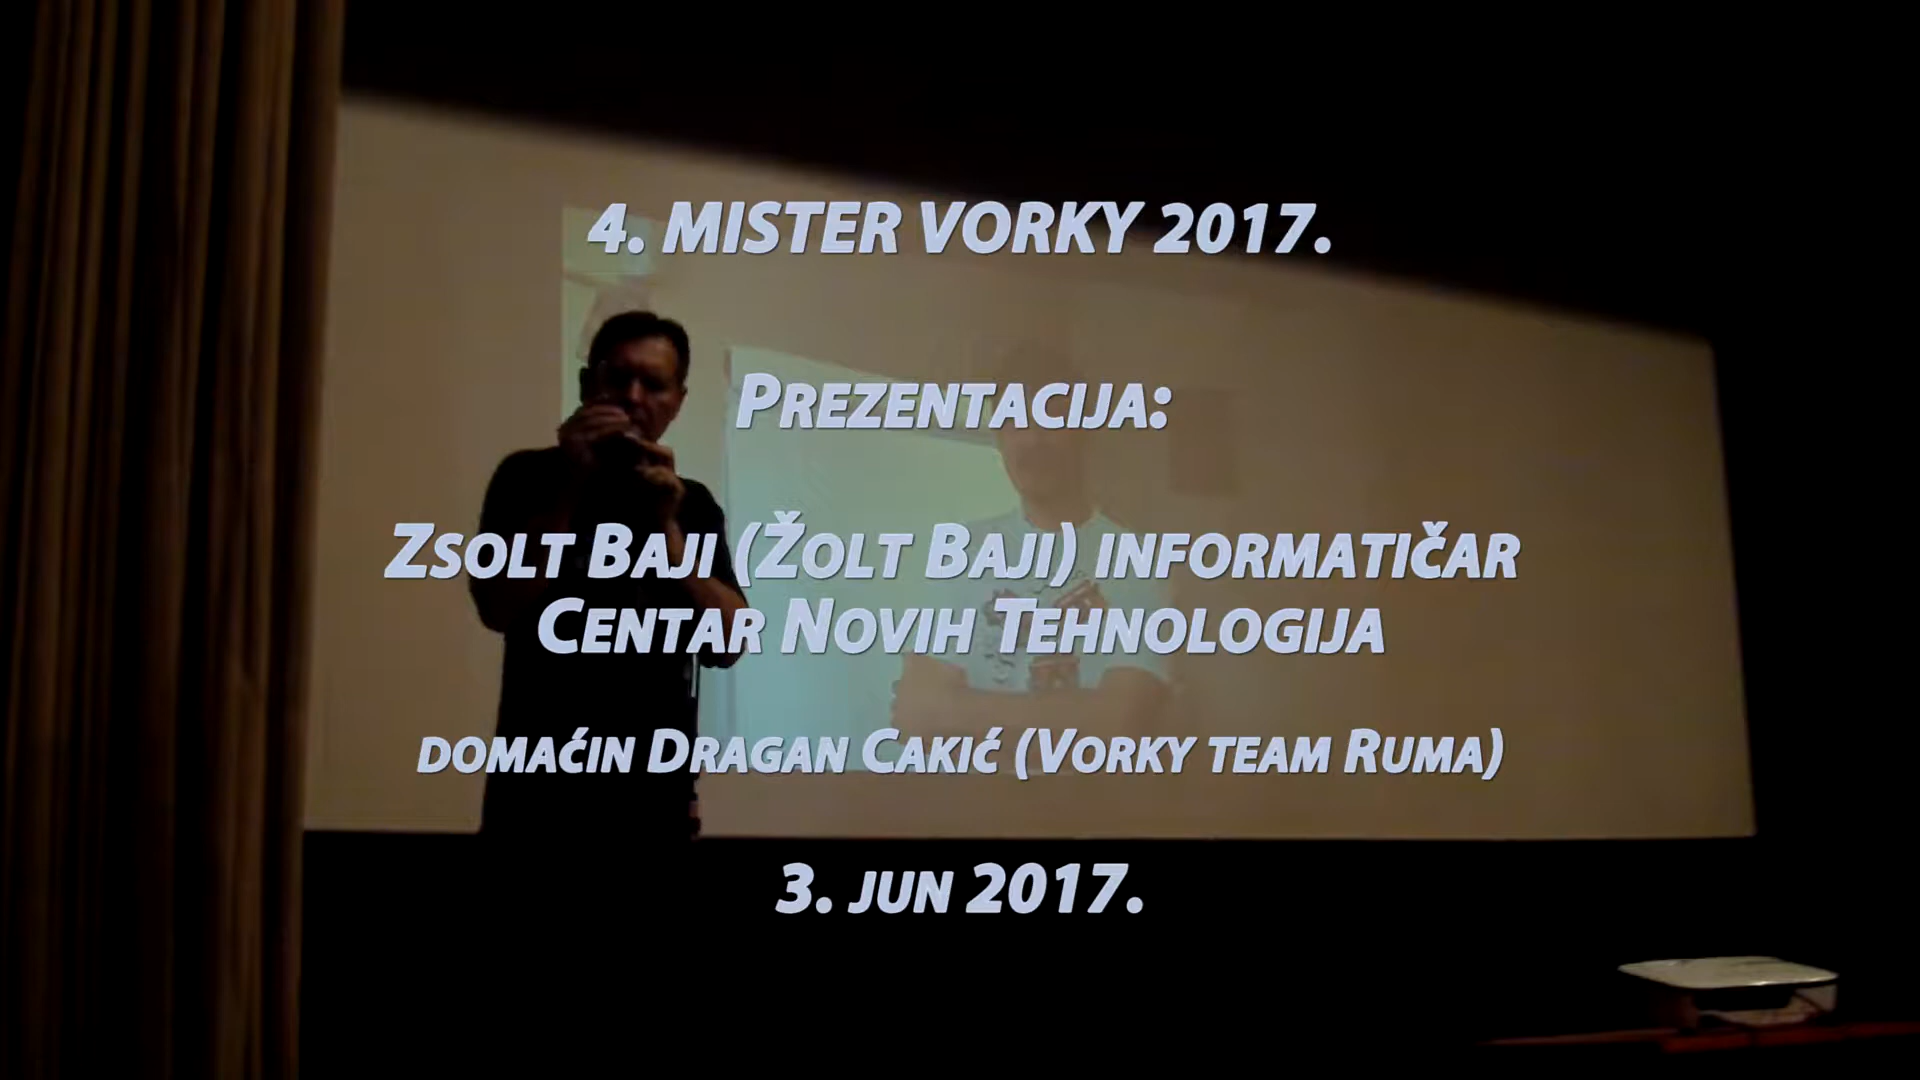 4. MISTER VORKY 2017.
PREZENTACIJA:
ZSOLT BAJI (ŽOLT BAJI) INFORMATIČAR
CENTAR NOVIH TEHNOLOGIJA
DOMAĆIN DRAGAN CAKIĆ (VORKY TEAM RUMA)
3. JUN 2017.